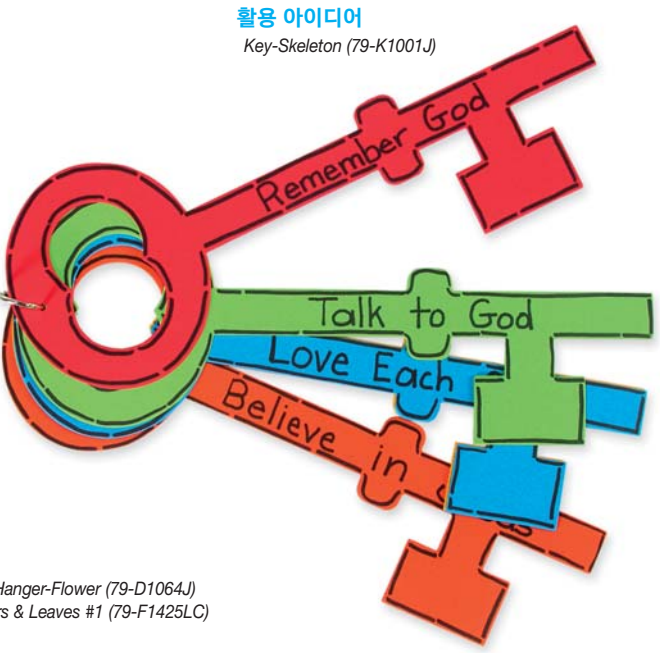 활용 아이디어
Key-Skeleton (79-K1001J)
Remember God
Talk to God
Love Each
Believe in
Hanger-Flower (79-D1064J)
& Leaves #1 (79-F1425LC)